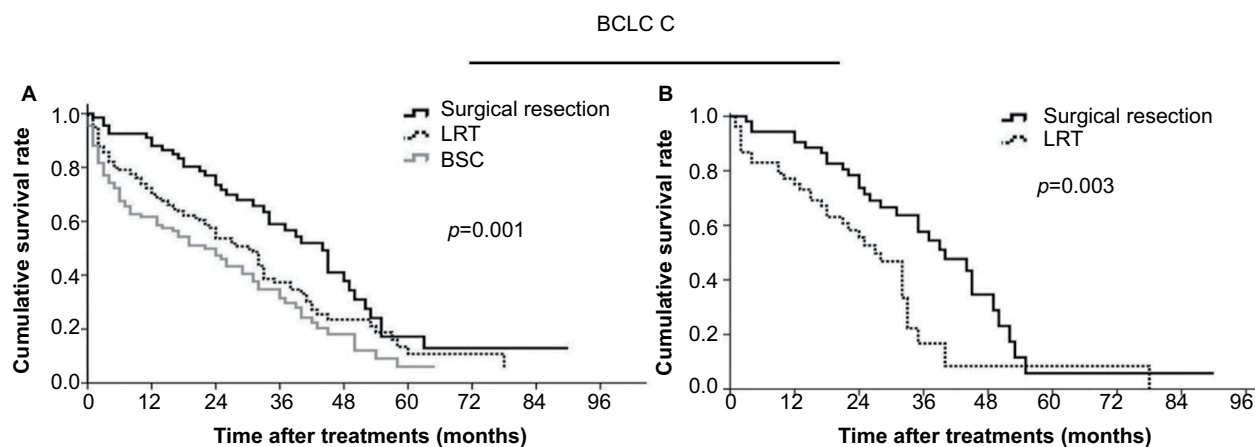 BCLC C
A
Cumulative survival rate
1.0
0.8
0.6
0.4
0.2
0.0
Surgical resection
LRT
BSC
p=0.001
0 12 24 36 48 60 72 84 96
Time after treatments (months)
B
Cumulative survival rate
1.0
0.8
0.6
0.4
0.2
0.0
Surgical resection
LRT
p=0.003
0 12 24 36 48 60 72 84 96
Time after treatments (months)